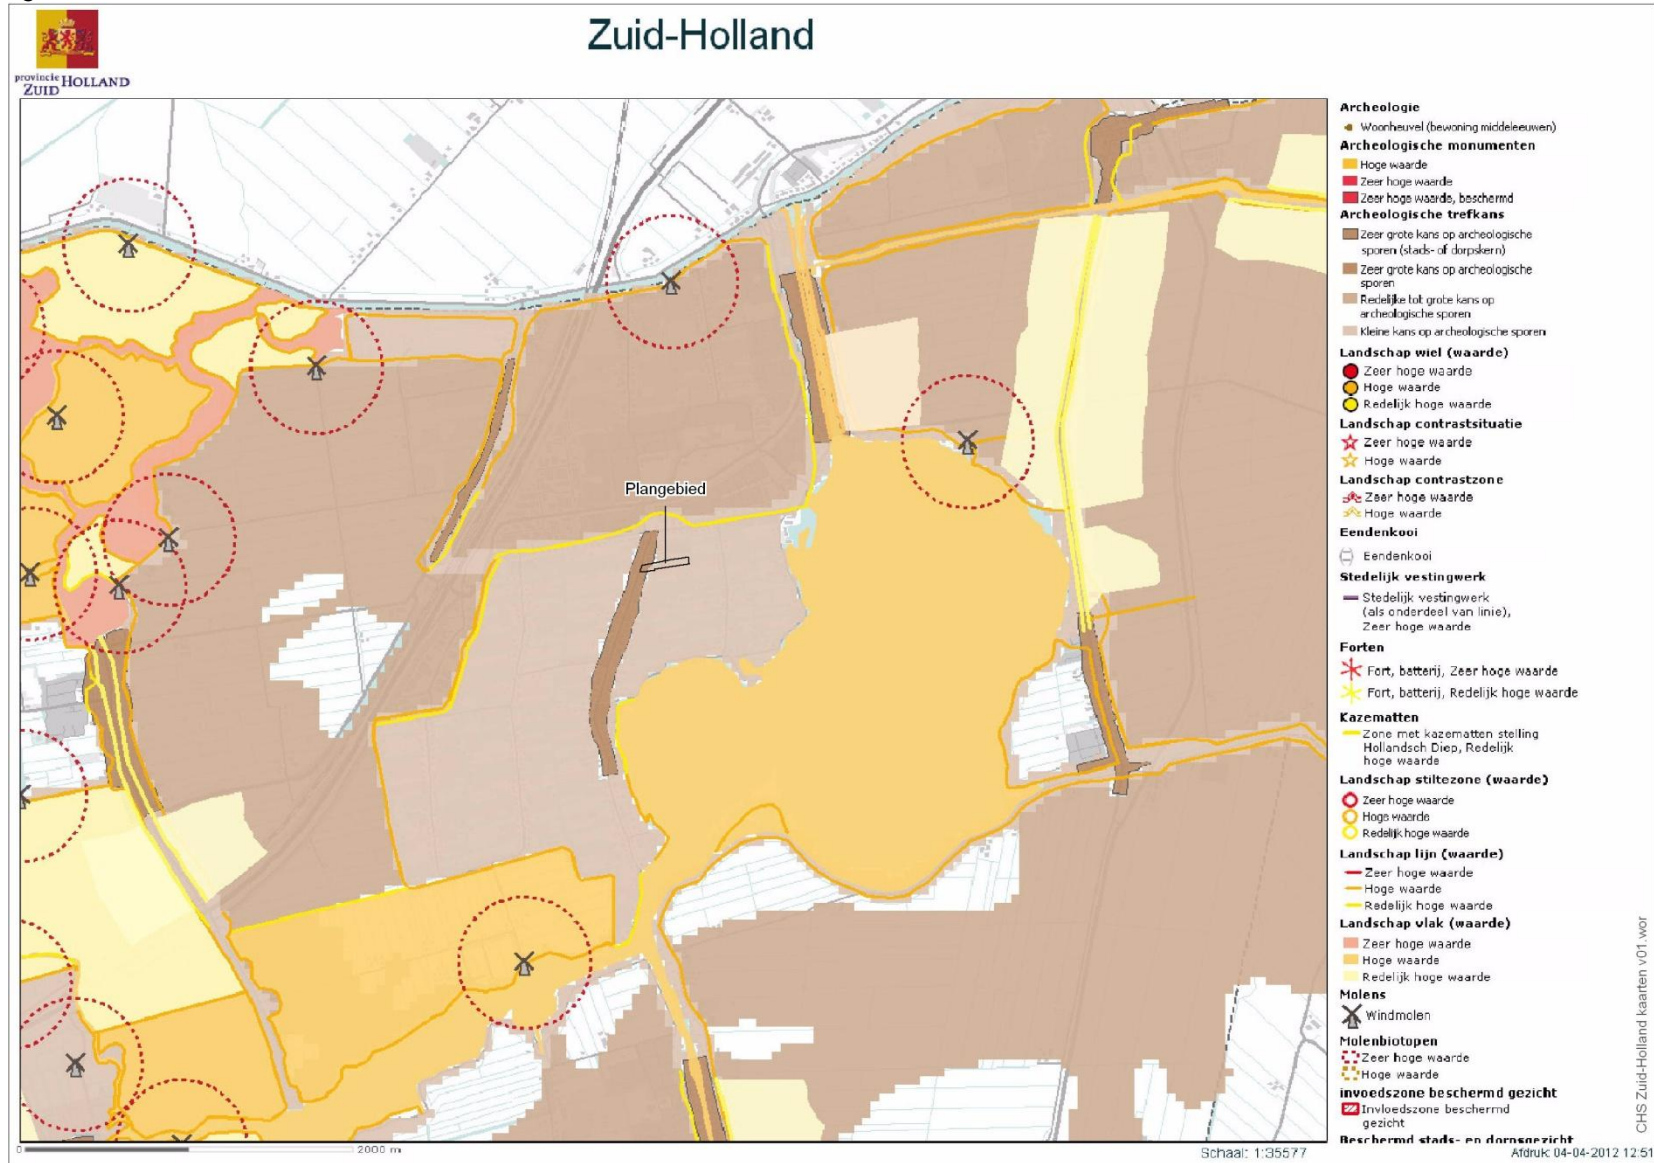 Zuid-Holland
provincie HOLLAND
ZUID
Plangebied
Archeologie
Woonheuvel (bewoning middeleeuwen)
Archeologische monumenten
Hoge waarde
Zeer hoge waarde
Zeer hoge waarde, beschermd
Archeologische trefkans
Zeer grote kans op archeologische
sporen (stads- of dorpskern)
Zeer grote kans op archeologische
sporen
Redelijke tot grote kans op
archeologische sporen
Kleine kans op archeologische sporen
Landschap wiel (waarde)
Zeer hoge waarde
Hoge waarde
Redelijk hoge waarde
Landschap contrastsituatie
Zeer hoge waarde
Hoge waarde
Landschap contrastzone
Zeer hoge waarde
Hoge waarde
Eendenkooi
Eendenkooi
Stedelijk vestingwerk
Stedelijk vestingwerk
(als onderdeel van linie),
Zeer hoge waarde
Forten
Fort, batterij, Zeer hoge waarde
Fort, batterij, Redelijk hoge waarde
Kazematten
Zone met kazematten stelling
Hollandsch Diep, Redelijk
hoge waarde
Landschap stiltezone (waarde)
Zeer hoge waarde
Hoge waarde
Redelijk hoge waarde
Landschap lijn (waarde)
Zeer hoge waarde
Hoge waarde
Redelijk hoge waarde
Landschap vlak (waarde)
Zeer hoge waarde
Hoge waarde
Redelijk hoge waarde
Molens
Windmolen
Molenbiotopen
Zeer hoge waarde
Hoge waarde
invoedszone beschermd gezicht
Invloedszone beschermd
gezicht
Beschermd stads- en dorpsgezicht
CHS Zuid-Holland kaarten v01.wor
0 2000 m
Schaal: 1:35577
Afdruk: 04-04-2012 12:51